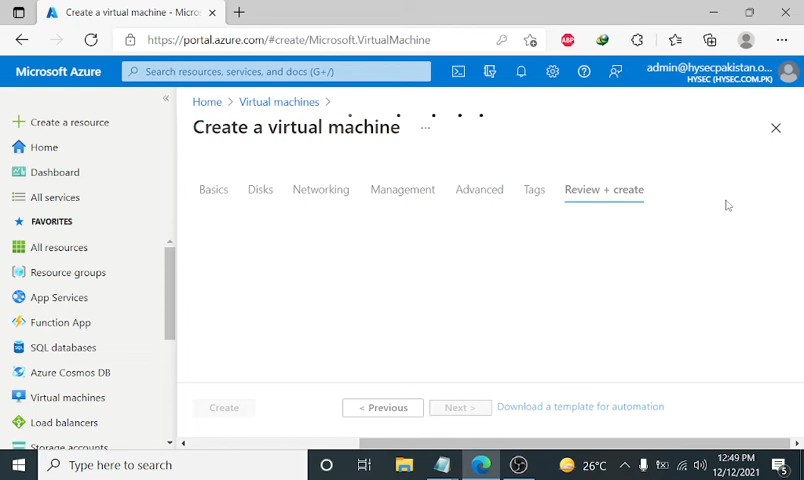 Create a virtual machine - Micros
https://portal.azure.com/#create/Microsoft.VirtualMachine
Microsoft Azure
Search resources, services, and docs (G+/)
admin@hysecpakistan.o...
HYSEC (HYSEC.COM.PK)
Home > Virtual machines >
Create a virtual machine ...
Create a resource
Home
Dashboard
All services
FAVORITES
All resources
Resource groups
App Services
Function App
SQL databases
Azure Cosmos DB
Virtual machines
Load balancers
Storage accounts
Basics Disks Networking Management Advanced Tags Review + create
Create
< Previous
Next >
Download a template for automation
Type here to search
26°C
12:49 PM
12/12/2021
5
ABP